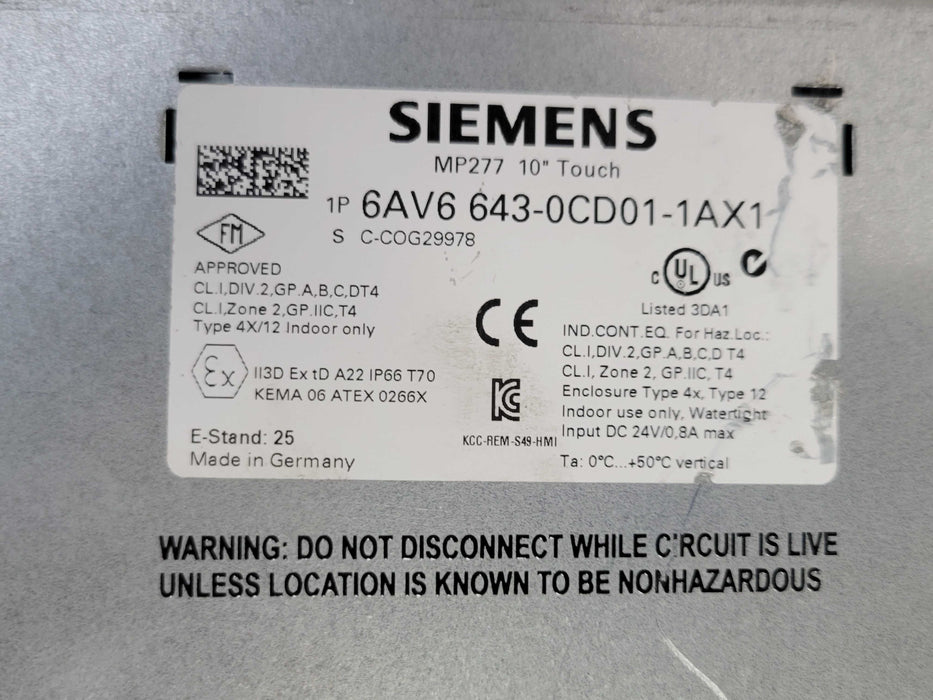 SIEMENS
MP277 10" Touch
1P 6AV6 643-0CD01-1AX1
S C-COG29978
FM
APPROVED
CL.I,DIV.2,GP.A,B,C,DT4
CL.I,Zone 2,GP.IIC,T4
Type 4X/12 Indoor only
Ex II3D Ex tD A22 IP66 T70
KEMA 06 ATEX 0266X
E-Stand: 25
Made in Germany
CE
KCC-REM-S49-HMI
C UL US
Listed 3DA1
IND.CONT.EQ. For Haz.Loc.:
CL.I,DIV.2,GP.A,B,C,D T4
CL.I, Zone 2, GP.IIC, T4
Enclosure Type 4x, Type 12
Indoor use only, Watertight
Input DC 24V/0,8A max
Ta: 0°C...+50°C vertical
WARNING: DO NOT DISCONNECT WHILE CIRCUIT IS LIVE
UNLESS LOCATION IS KNOWN TO BE NONHAZARDOUS